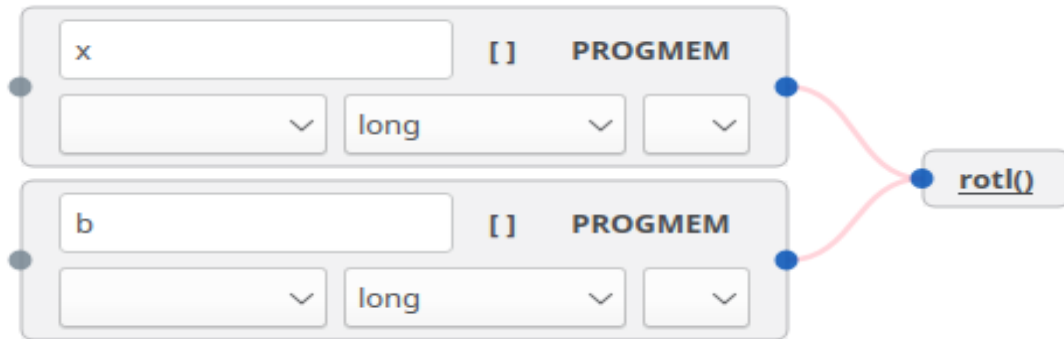 x [ ] PROGMEM
long
rotl()
b [ ] PROGMEM
long